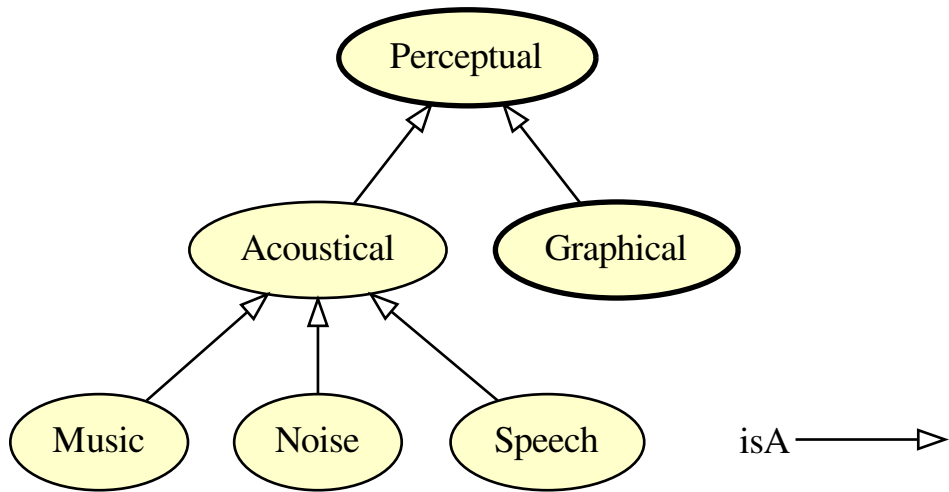 Perceptual
Acoustical
Graphical
Music
Noise
Speech
isA